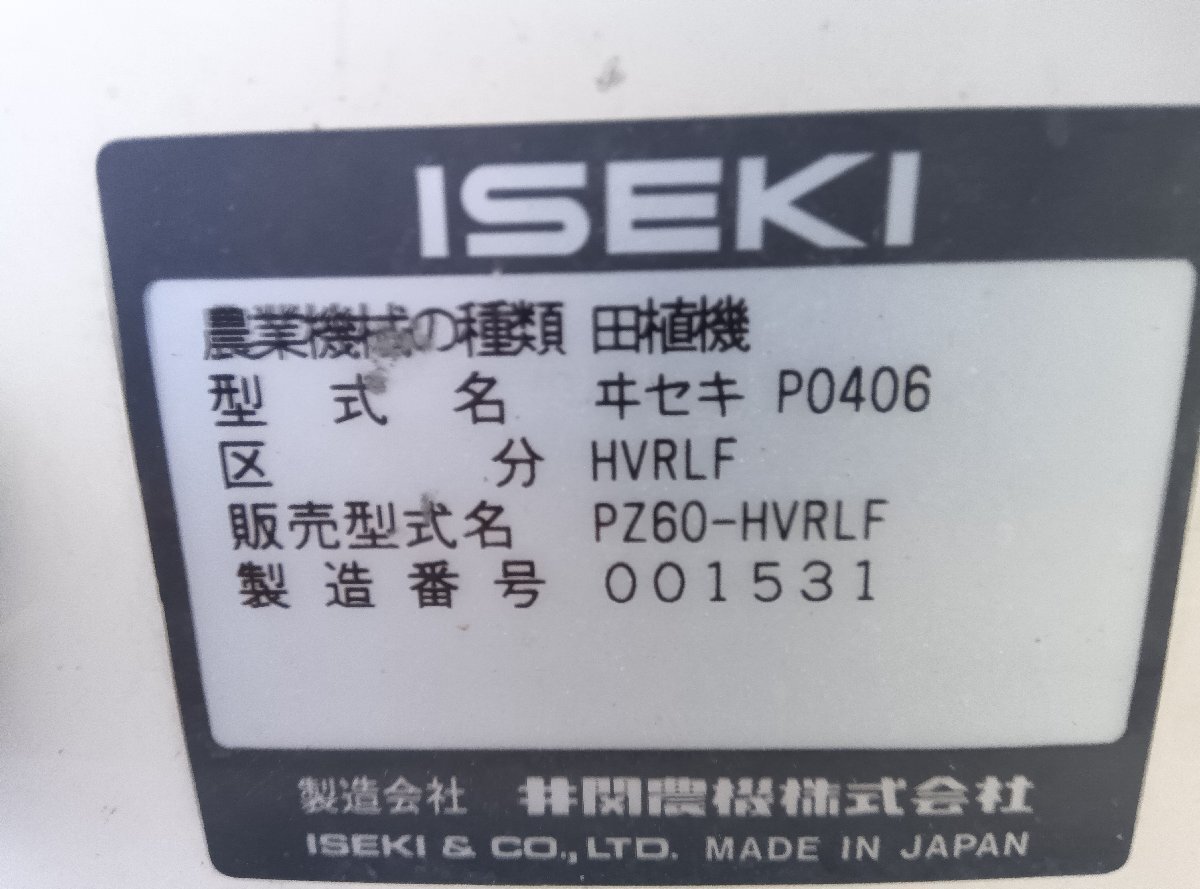 ISEKI
農業機械の種類 田植機
型式名 ヰセキ P0406
区分 HVRLF
販売型式名 PZ60-HVRLF
製造番号 001531
製造会社 井関農機株式会社
ISEKI & CO., LTD. MADE IN JAPAN